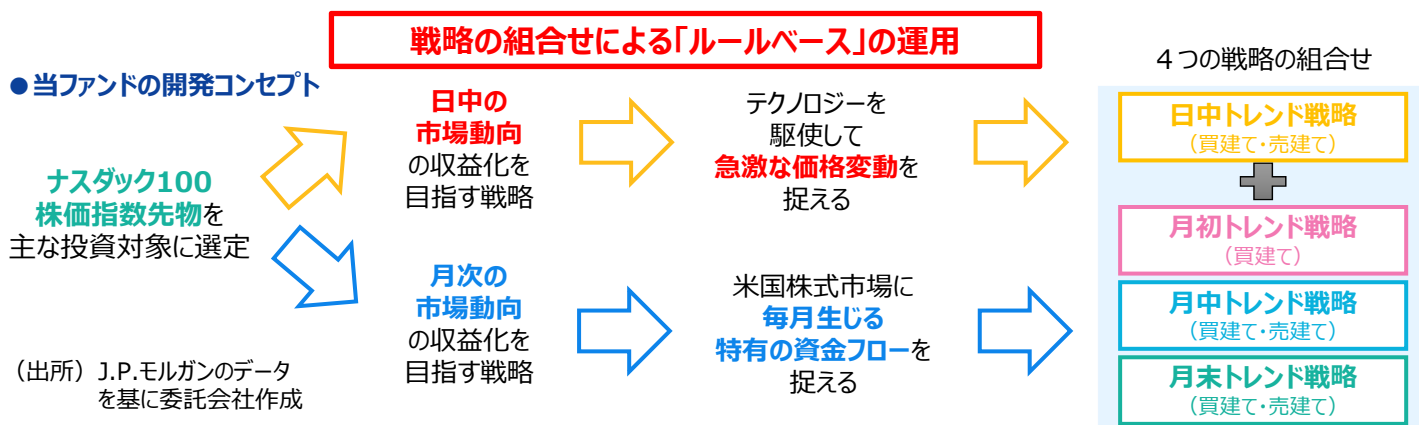 戦略の組合せによる「ルールベース」の運用
●当ファンドの開発コンセプト
ナスダック100
株価指数先物を
主な投資対象に選定
日中の
市場動向
の収益化を
目指す戦略
テクノロジーを
駆使して
急激な価格変動を
捉える
月次の
市場動向
の収益化を
目指す戦略
米国株式市場に
毎月生じる
特有の資金フローを
捉える
4つの戦略の組合せ
日中トレンド戦略
（買建て・売建て）
月初トレンド戦略
（買建て）
月中トレンド戦略
（買建て・売建て）
月末トレンド戦略
（買建て・売建て）
（出所）J.P.モルガンのデータ
を基に委託会社作成